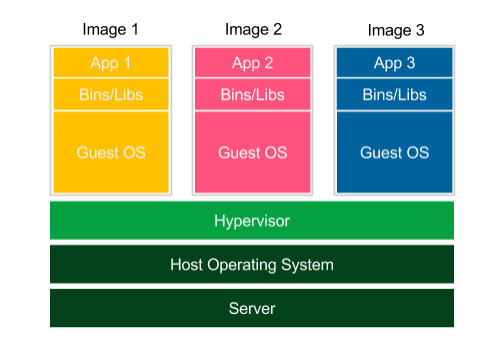 Image 1
Image 2
Image 3
App 1
App 2
App 3
Bins/Libs
Bins/Libs
Bins/Libs
Guest OS
Guest OS
Guest OS
Hypervisor
Host Operating System
Server